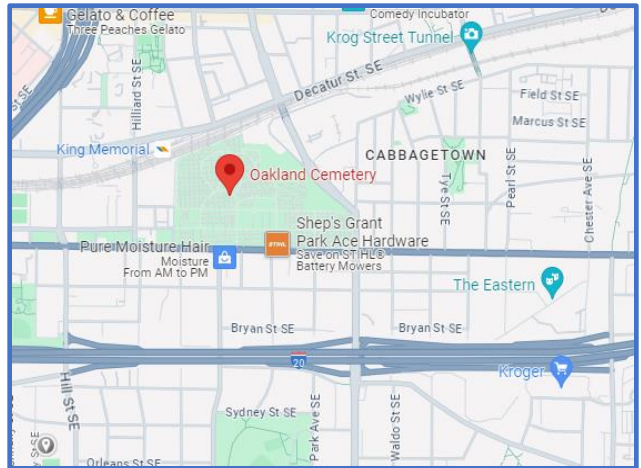 Gelato & Coffee
Three Peaches Gelato
Comedy Incubator
Krog Street Tunnel
Decatur St. SE
Hilliard St SE
Wylie St SE
Field St SE
Marcus St SE
King Memorial
CABBAGETOWN
Oakland Cemetery
Tye St SE
Pearl St SE
Chester Ave SE
Shep's Grant
Park Ace Hardware
STIHL
Save on STIHL®
Battery Mowers
Pure Moisture Hair
Moisture
From AM to PM
The Eastern
Bryan St SE
Bryan St SE
20
Kroger
Hill St SE
Sydney St SE
Park Ave SE
Waldo St SE
Orleans St SE